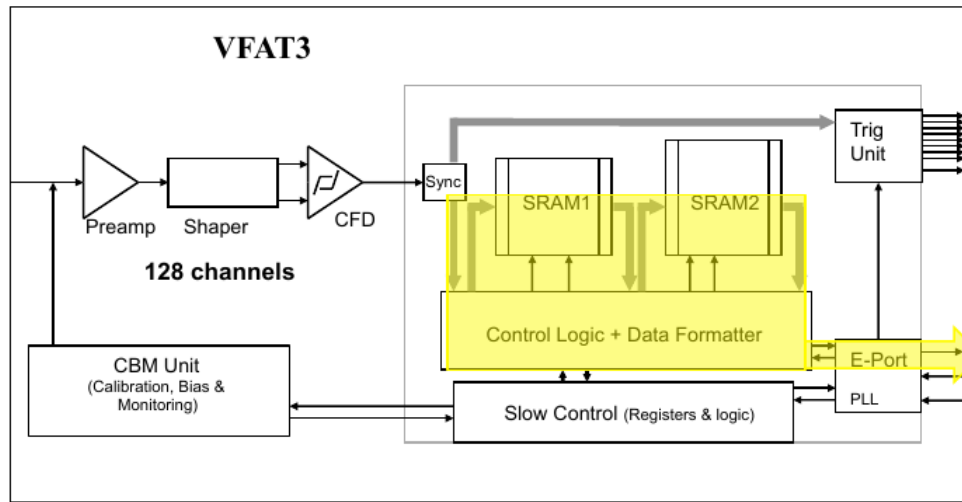 VFAT3
Trig
Unit
Sync
SRAM1
SRAM2
CFD
Preamp
Shaper
128 channels
Control Logic + Data Formatter
E-Port
PLL
CBM Unit
(Calibration, Bias &
Monitoring)
Slow Control (Registers & logic)